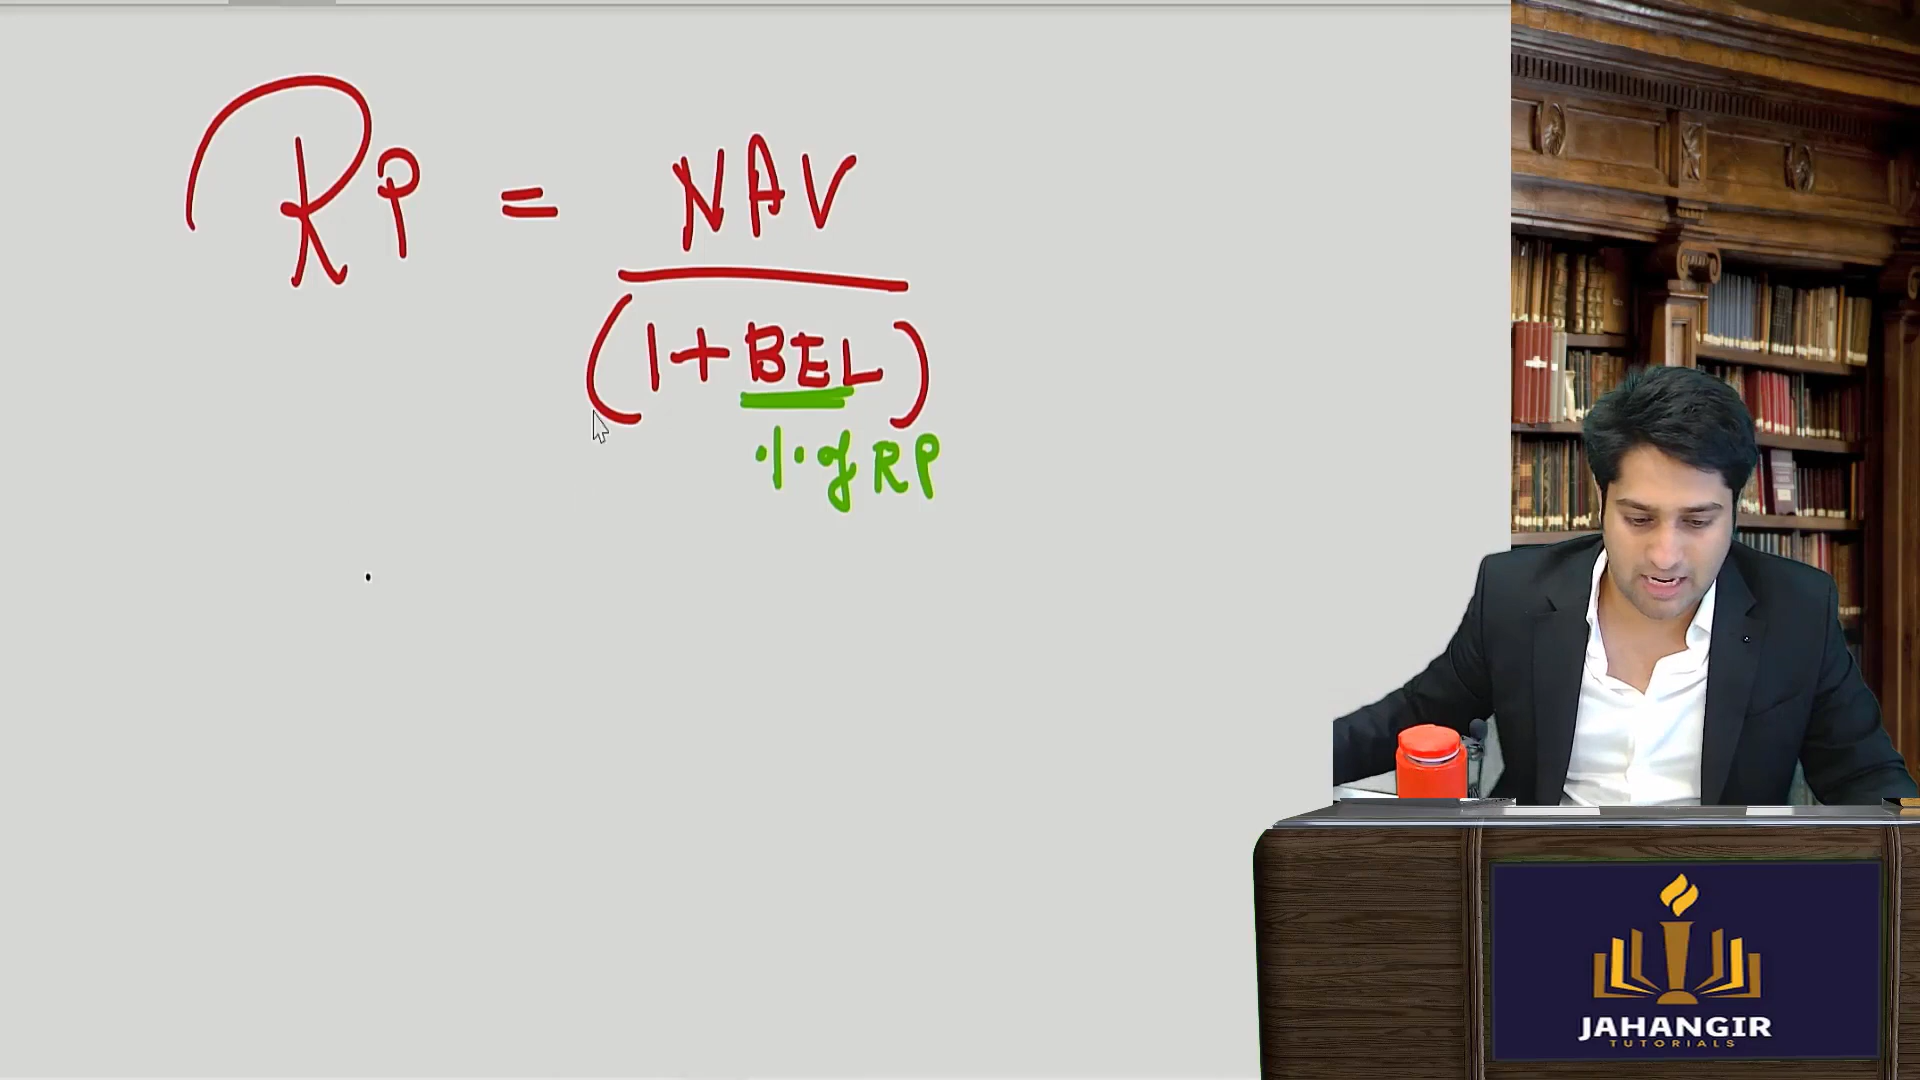 RP = NAV
(1 + BEL)
% of RP
JAHANGIR
TUTORIALS